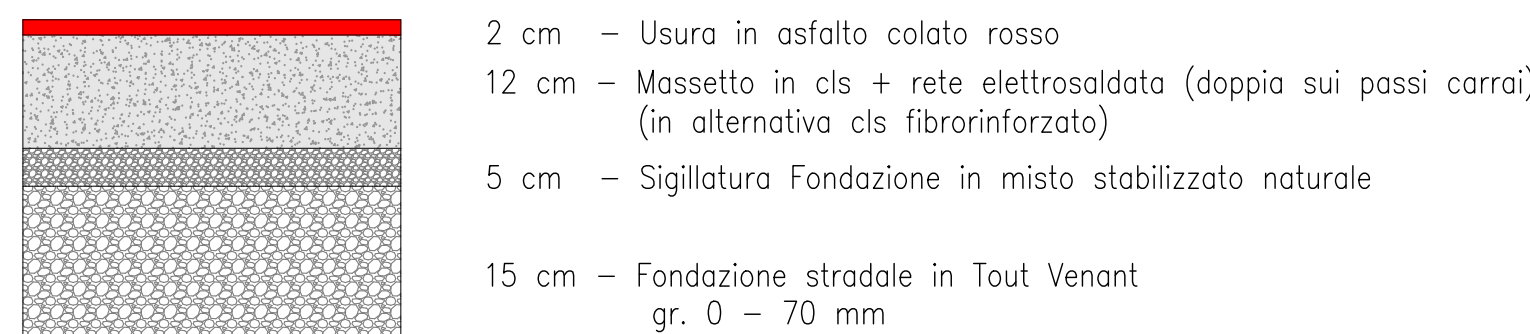 2 cm – Usura in asfalto colato rosso
12 cm – Massetto in cls + rete elettrosaldata (doppia sui passi carrai)
(in alternativa cls fibrorinforzato)
5 cm – Sigillatura Fondazione in misto stabilizzato naturale
15 cm – Fondazione stradale in Tout Venant
gr. 0 – 70 mm